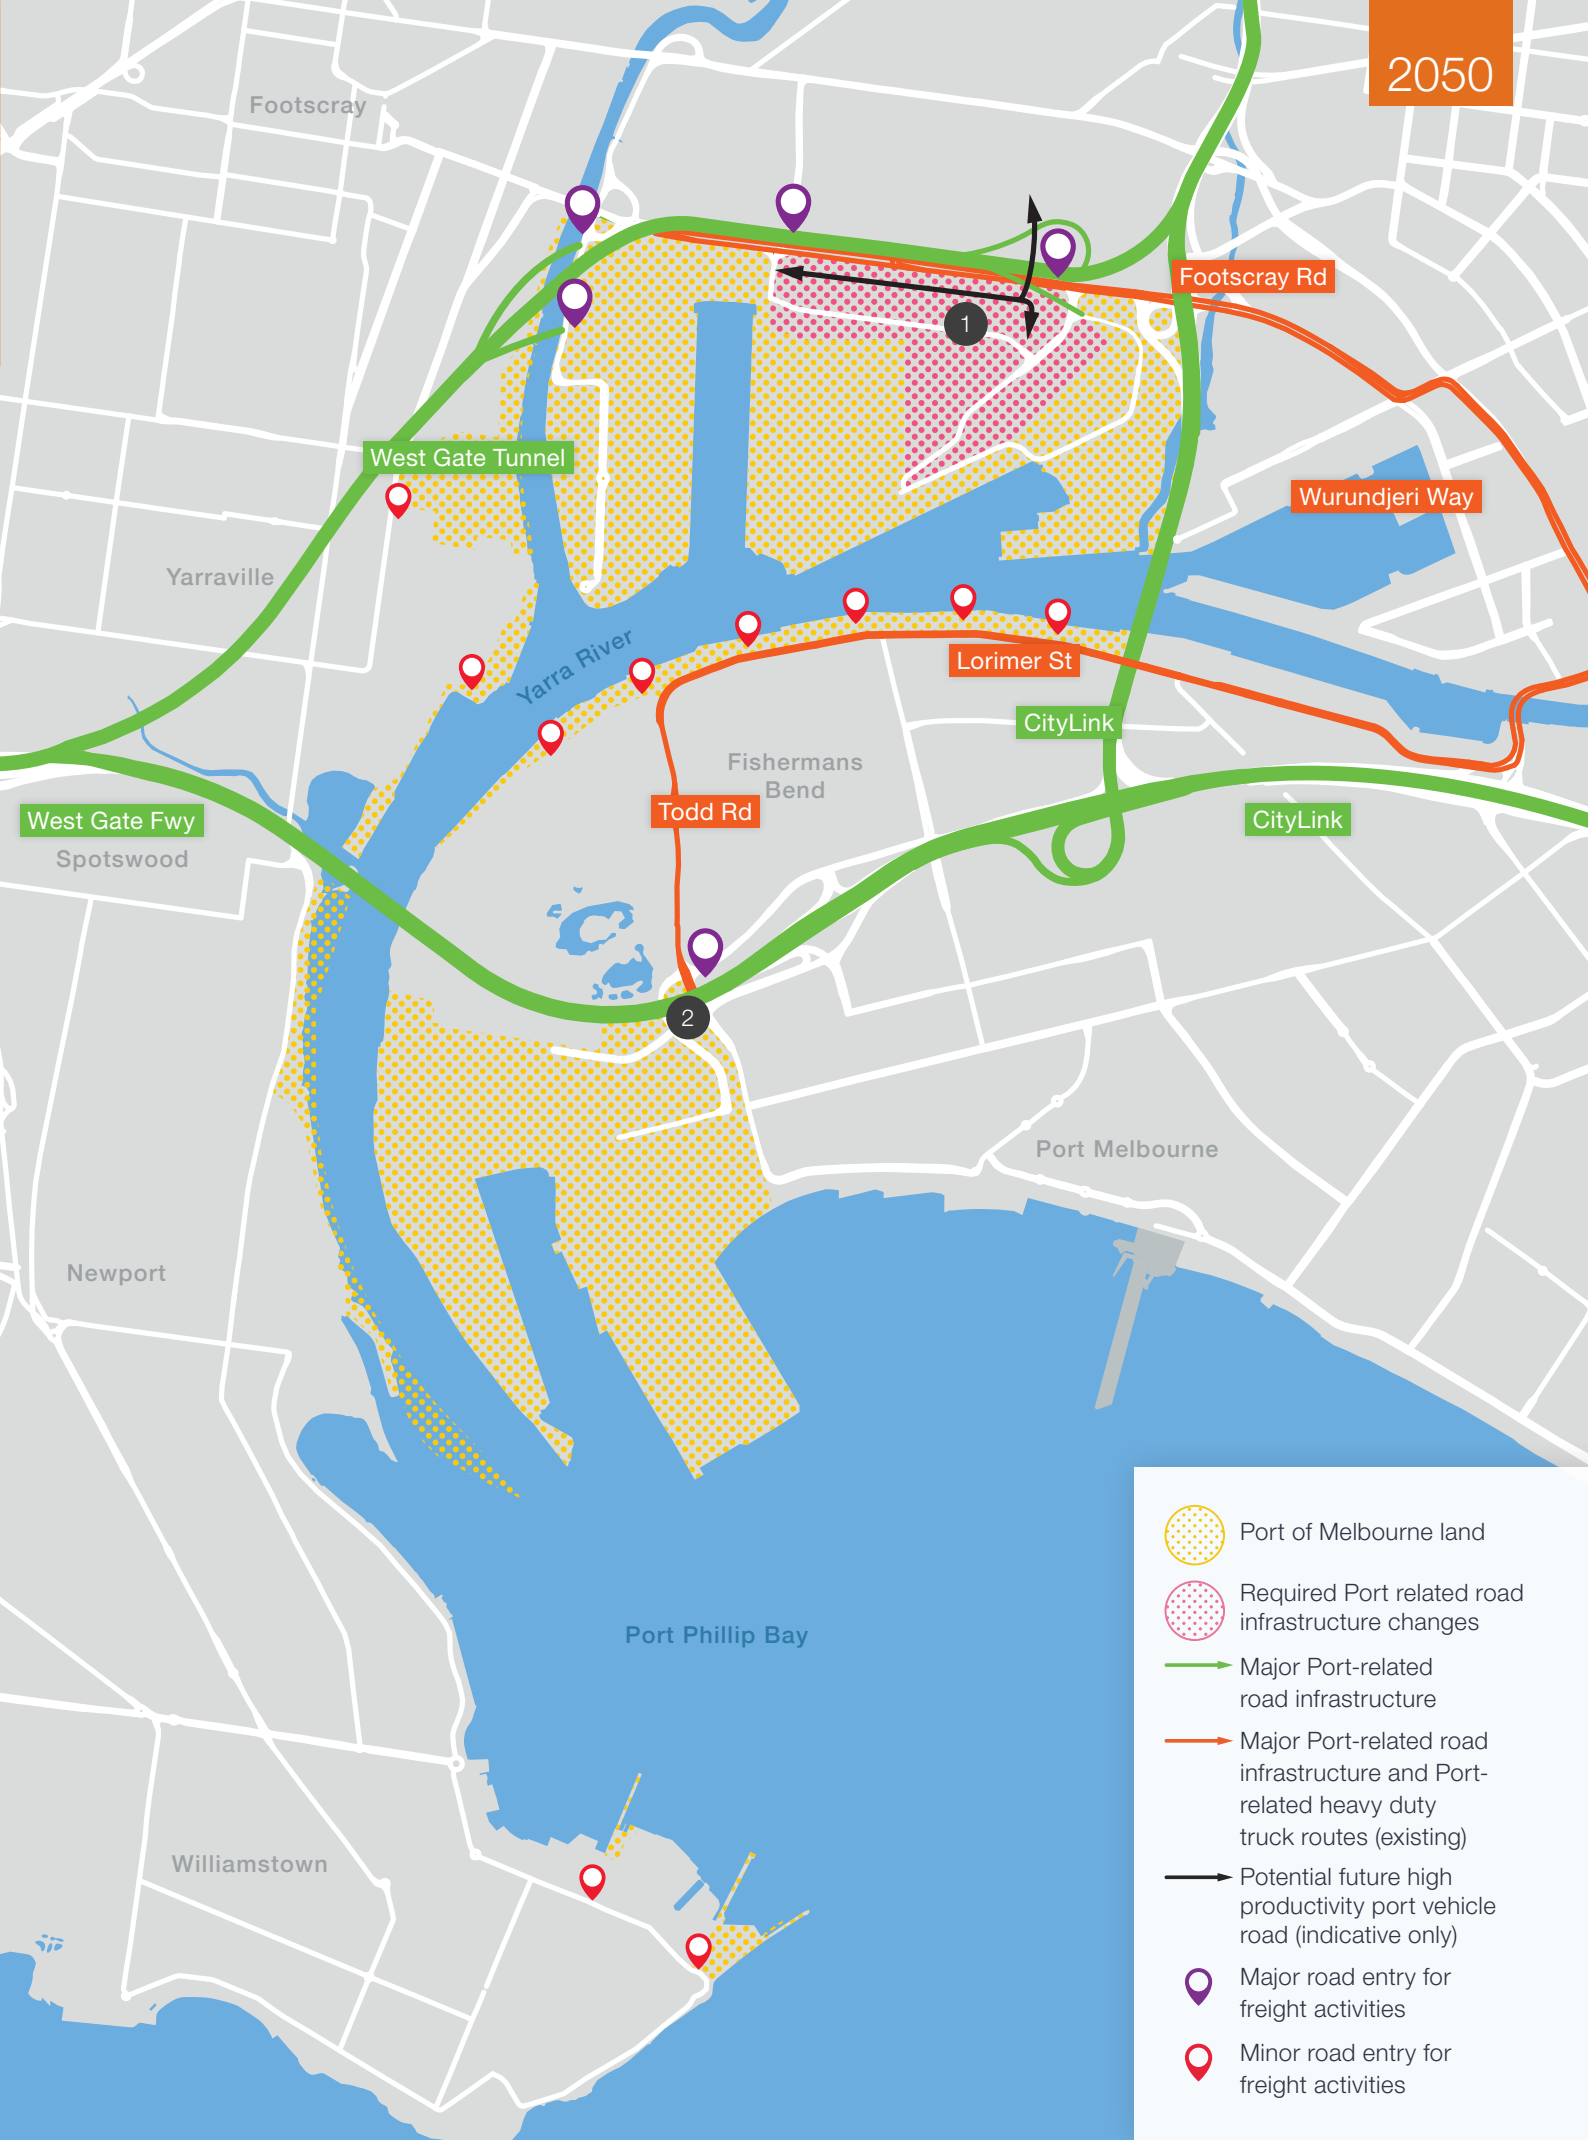 2050
Footscray
Footscray Rd
1
West Gate Tunnel
Wurundjeri Way
Yarraville
Yarra River
Lorimer St
CityLink
Fishermans
Bend
Todd Rd
West Gate Fwy
CityLink
Spotswood
2
Port Melbourne
Newport
Port Phillip Bay
Williamstown
Port of Melbourne land
Required Port related road
infrastructure changes
Major Port-related
road infrastructure
Major Port-related road
infrastructure and Port-
related heavy duty
truck routes (existing)
Potential future high
productivity port vehicle
road (indicative only)
Major road entry for
freight activities
Minor road entry for
freight activities